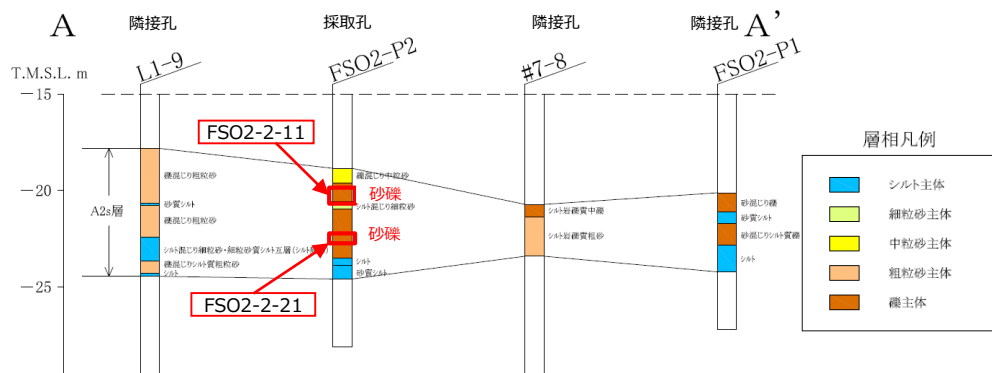 A
隣接孔
採取孔
隣接孔
隣接孔
A’
T.M.S.L. m
L1-9
FSO2-P2
#7-8
FSO2-P1
-15
-20
-25
A2s層
FSO2-2-11
FSO2-2-21
砂礫
砂礫
礫混じり粗粒砂
砂質シルト
礫混じり粗粒砂
シルト混じり細粒砂・細粒砂質シルト互層(シルト
礫混じりシルト質粗粒砂
シルト
礫混じり中粒砂
シルト混じり細粒砂
シルト
砂質シルト
シルト岩礫質中礫
シルト岩礫質粗砂
砂混じり礫
砂質シルト
砂混じりシルト質礫
シルト
層相凡例
シルト主体
細粒砂主体
中粒砂主体
粗粒砂主体
礫主体